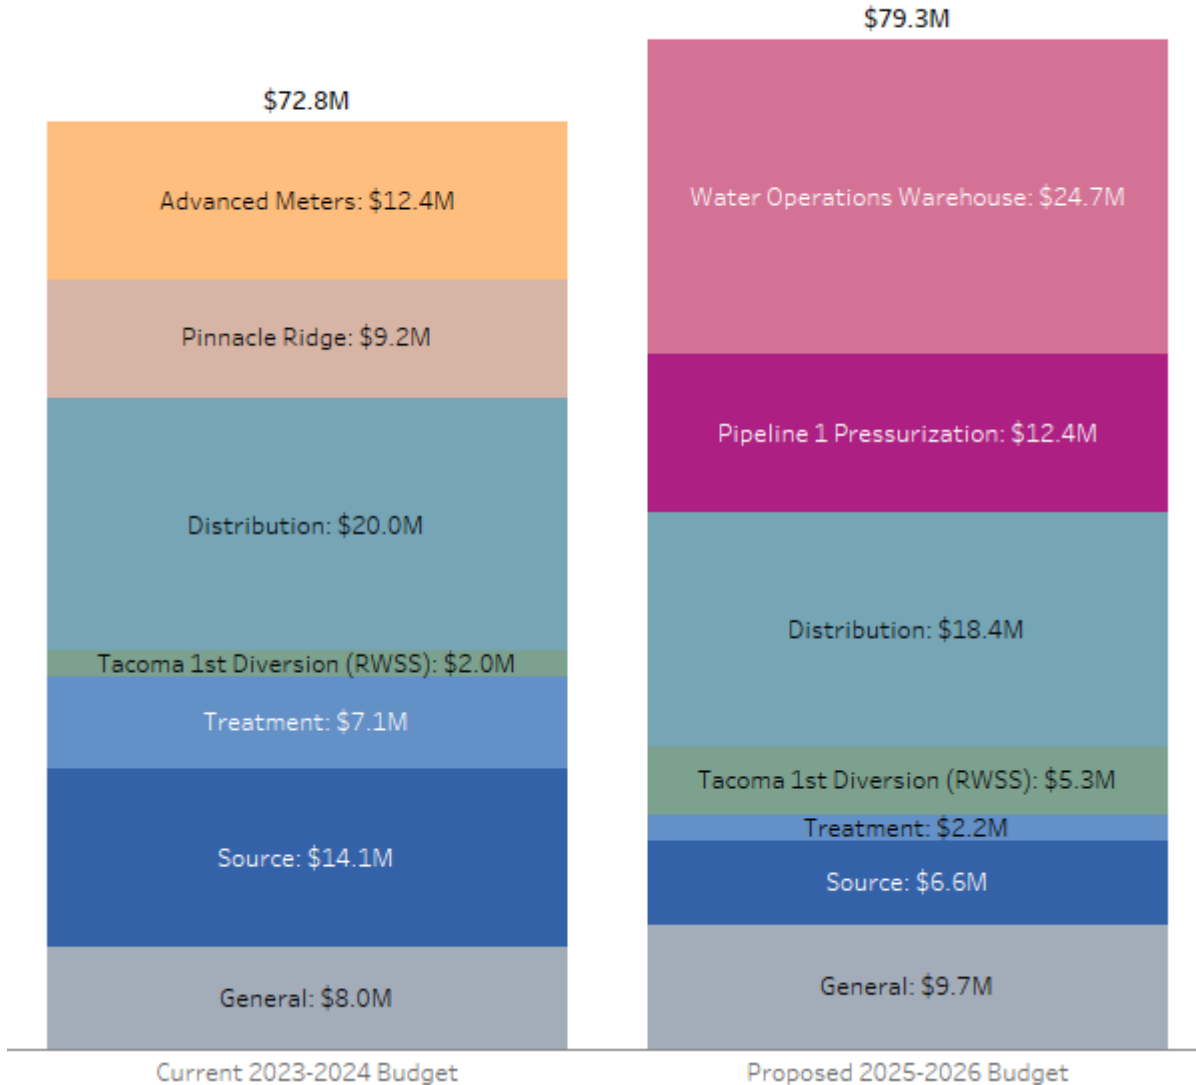 $79.3M
$72.8M
Advanced Meters: $12.4M
Pinnacle Ridge: $9.2M
Distribution: $20.0M
Tacoma 1st Diversion (RWSS): $2.0M
Treatment: $7.1M
Source: $14.1M
General: $8.0M
Current 2023-2024 Budget
Water Operations Warehouse: $24.7M
Pipeline 1 Pressurization: $12.4M
Distribution: $18.4M
Tacoma 1st Diversion (RWSS): $5.3M
Treatment: $2.2M
Source: $6.6M
General: $9.7M
Proposed 2025-2026 Budget